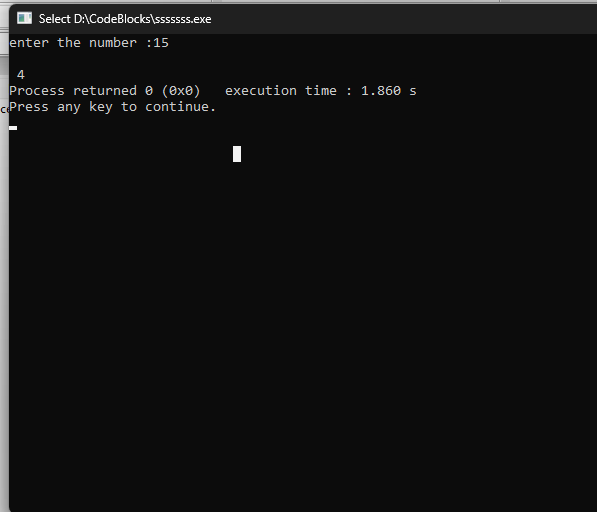 Select D:\CodeBlocks\sssssss.exe
enter the number :15
4
Process returned 0 (0x0)   execution time : 1.860 s
Press any key to continue.